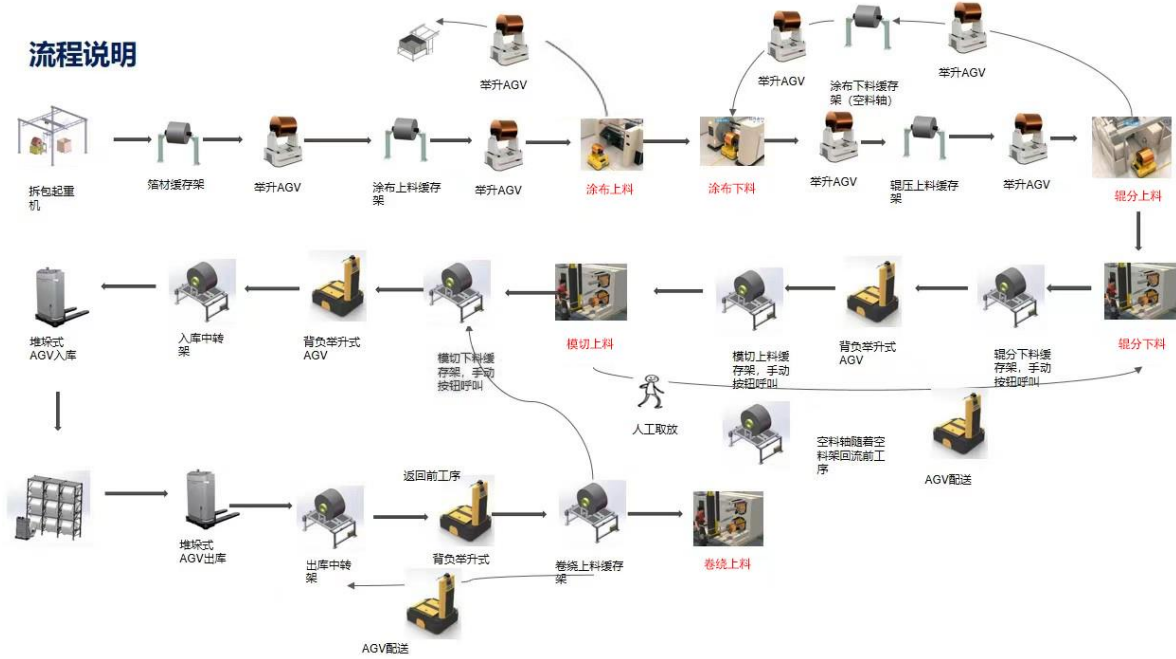 流程说明
举升AGV
举升AGV
涂布下料缓存
架（空料轴）
举升AGV
拆包起重
机
箔材缓存架
举升AGV
涂布上料缓存
架
举升AGV
涂布上料
涂布下料
举升AGV
辊压上料缓存
架
举升AGV
辊分上料
堆垛式
AGV入库
入库中转
架
背负举升式
AGV
模切下料缓
存架，手动
按钮呼叫
模切上料
模切上料缓
存架，手动
按钮呼叫
背负举升式
AGV
辊分下料缓
存架，手动
按钮呼叫
辊分下料
人工取放
空料轴随着空
料架回流前工
序
AGV配送
堆垛式
AGV出库
出库中转
架
返回前工序
背负举升式
卷绕上料缓存
架
卷绕上料
AGV配送